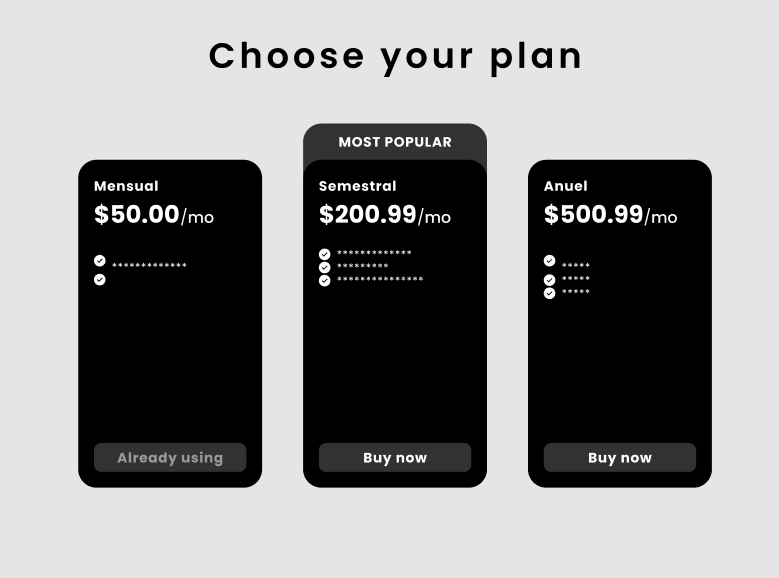 Choose your plan
MOST POPULAR
Mensual
$50.00/mo
*************
Already using
Semestral
$200.99/mo
*************
*********
***************
Buy now
Anuel
$500.99/mo
*****
*****
*****
Buy now